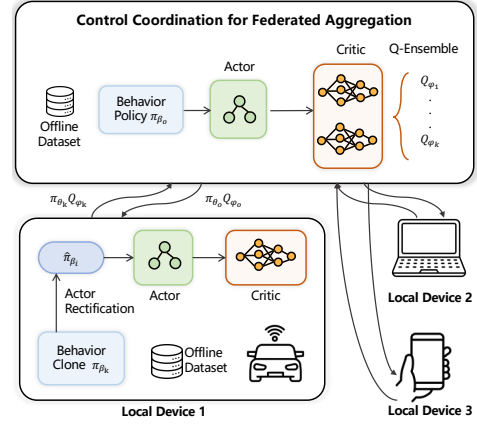 Control Coordination for Federated Aggregation
Critic
Q-Ensemble
Actor
Offline
Dataset
Behavior
Policy π_{β_o}
Q_{φ_1}
.
.
.
.
Q_{φ_k}
π_{θ_k}Q_{φ_k}
π_{θ_o}Q_{φ_o}
π̂_{β_i}
Actor
Rectification
Actor
Critic
Behavior
Clone π_{β_k}
Offline
Dataset
Local Device 1
Local Device 2
Local Device 3